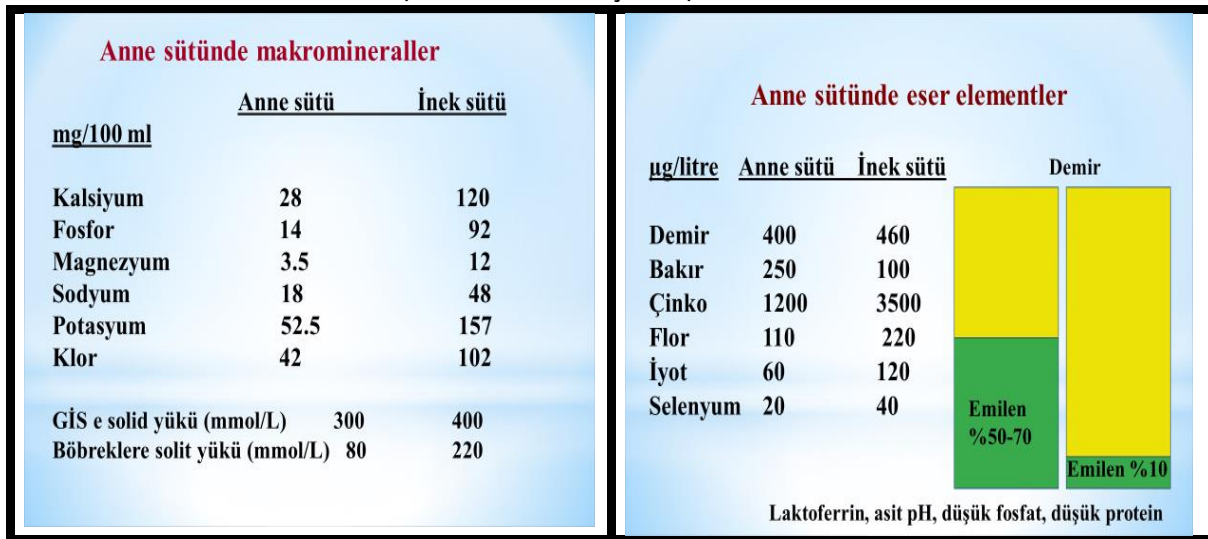 Anne sütünde makromineraller
Anne sütü İnek sütü
mg/100 ml
Kalsiyum 28 120
Fosfor 14 92
Magnezyum 3.5 12
Sodyum 18 48
Potasyum 52.5 157
Klor 42 102
GİS e solid yükü (mmol/L) 300 400
Böbreklere solit yükü (mmol/L) 80 220
Anne sütünde eser elementler
µg/litre Anne sütü İnek sütü
Demir 400 460
Bakır 250 100
Çinko 1200 3500
Flor 110 220
İyot 60 120
Selenyum 20 40
Demir
Emilen
%50-70
Emilen %10
Laktoferrin, asit pH, düşük fosfat, düşük protein